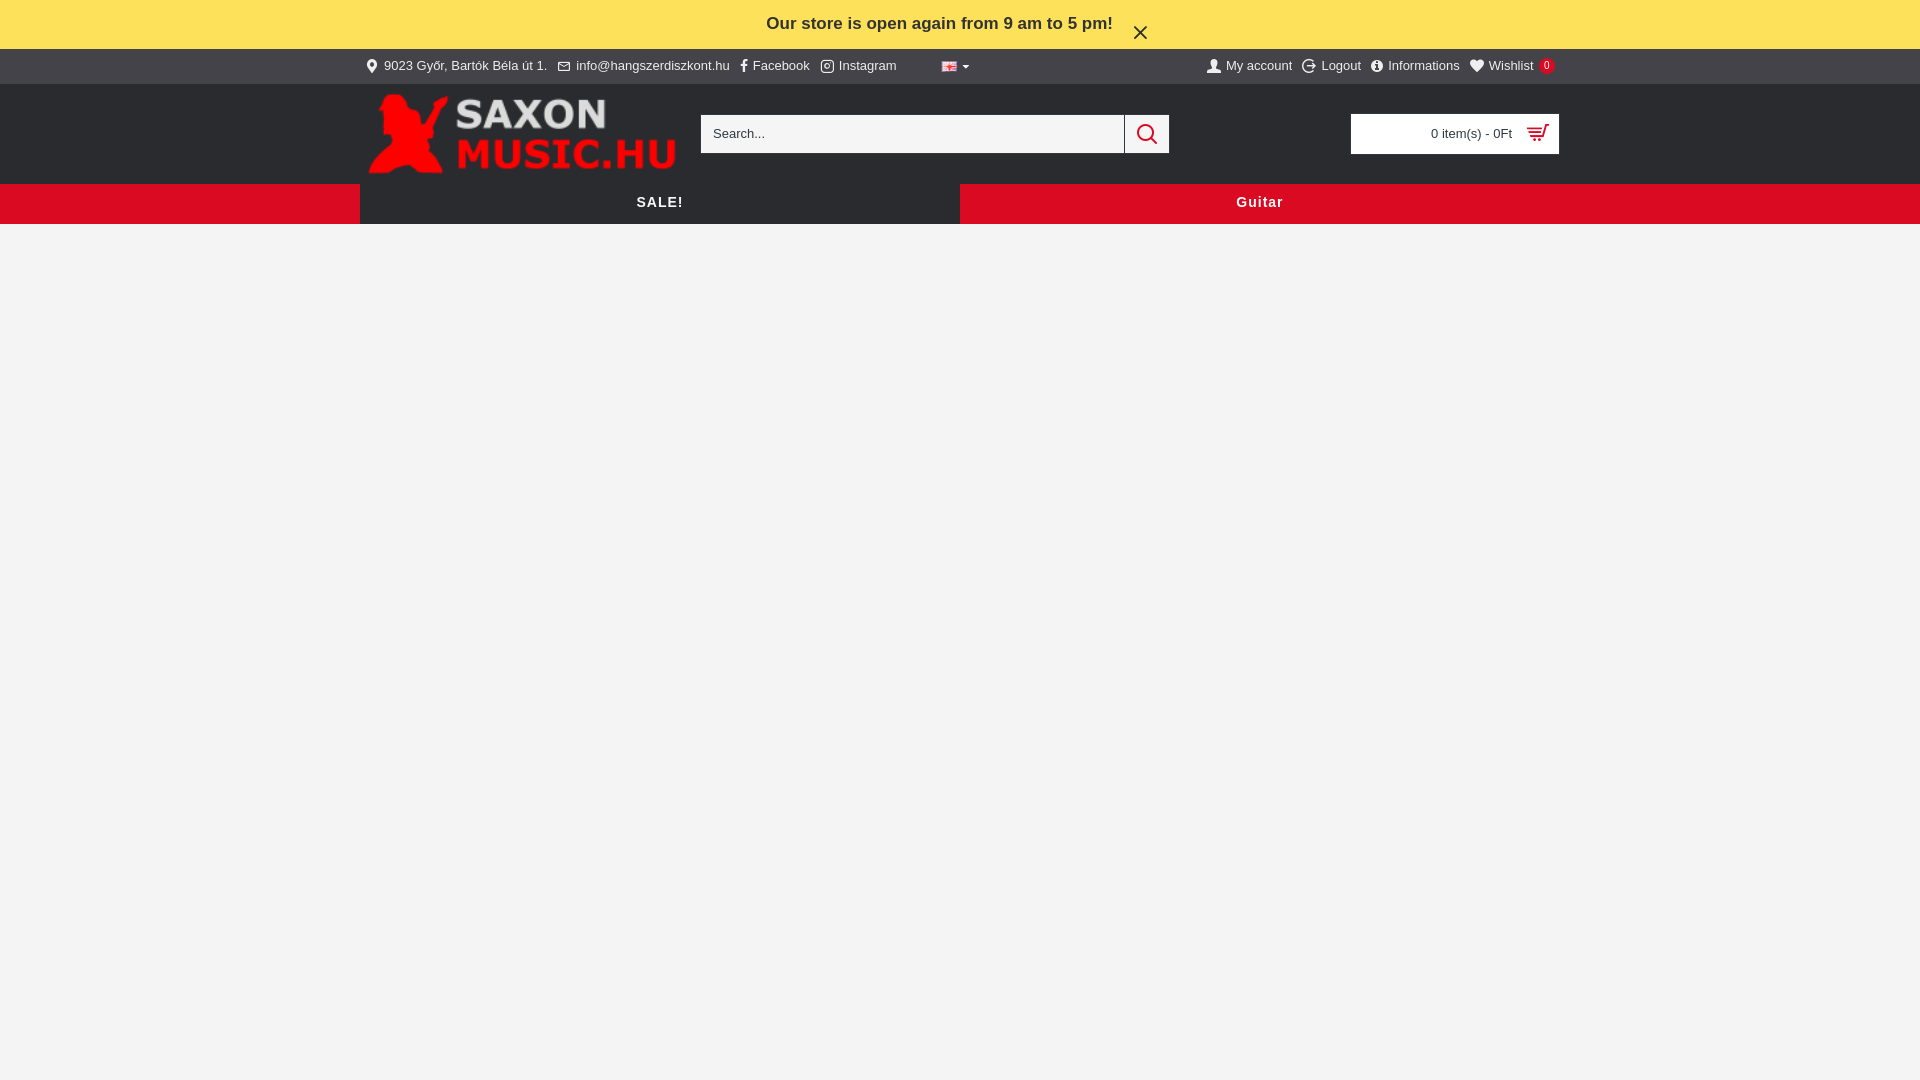 Our store is open again from 9 am to 5 pm!
9023 Győr, Bartók Béla út 1. info@hangszerdiszkont.hu Facebook Instagram My account Logout Informations Wishlist 0
SAXON
MUSIC.HU
Search...
0 item(s) - 0Ft
SALE! Guitar